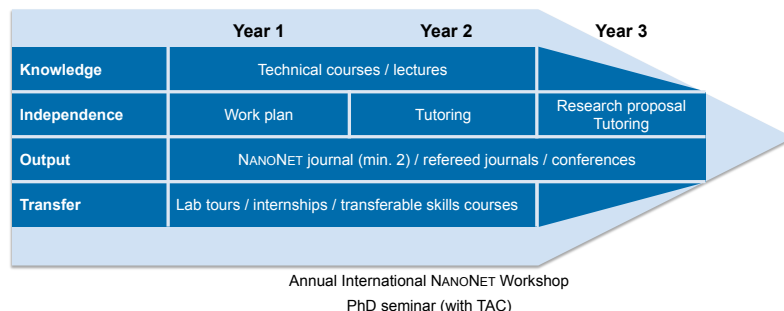 Year 1 Year 2 Year 3
Knowledge Technical courses / lectures
Independence Work plan Tutoring Research proposal
Tutoring
Output NANONET journal (min. 2) / refereed journals / conferences
Transfer Lab tours / internships / transferable skills courses
Annual International NANONET Workshop
PhD seminar (with TAC)